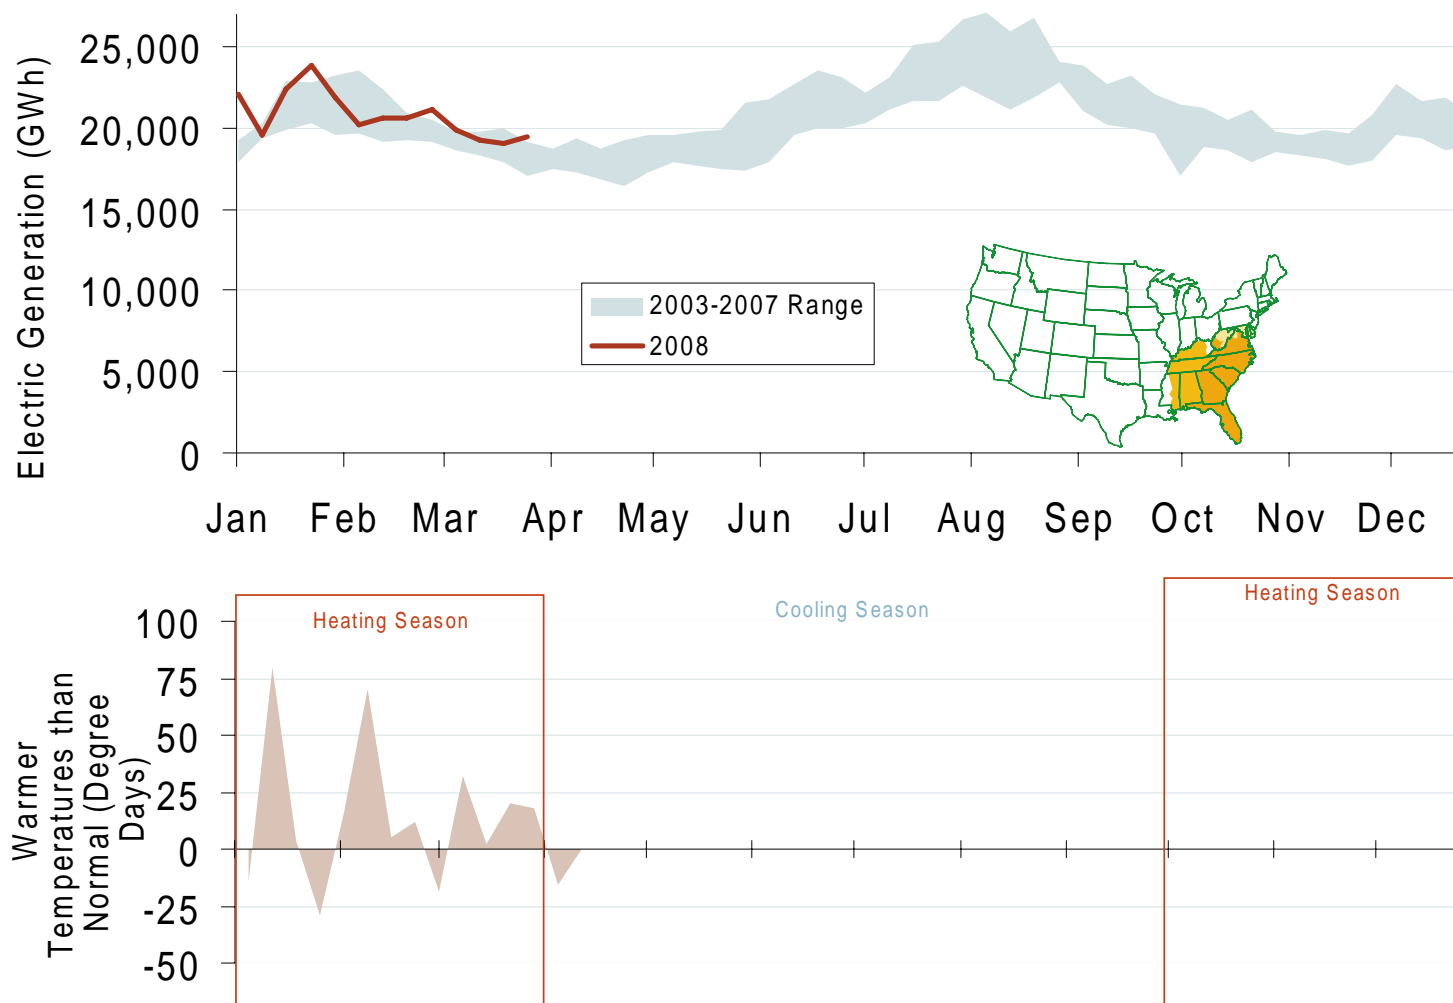 Electric Generation (GWh)
25,000
20,000
15,000
10,000
5,000
0
2003-2007 Range
2008
Jan Feb Mar Apr May Jun Jul Aug Sep Oct Nov Dec
Warmer
Temperatures than
Normal (Degree
Days)
100
75
50
25
0
-25
-50
Heating Season
Cooling Season
Heating Season